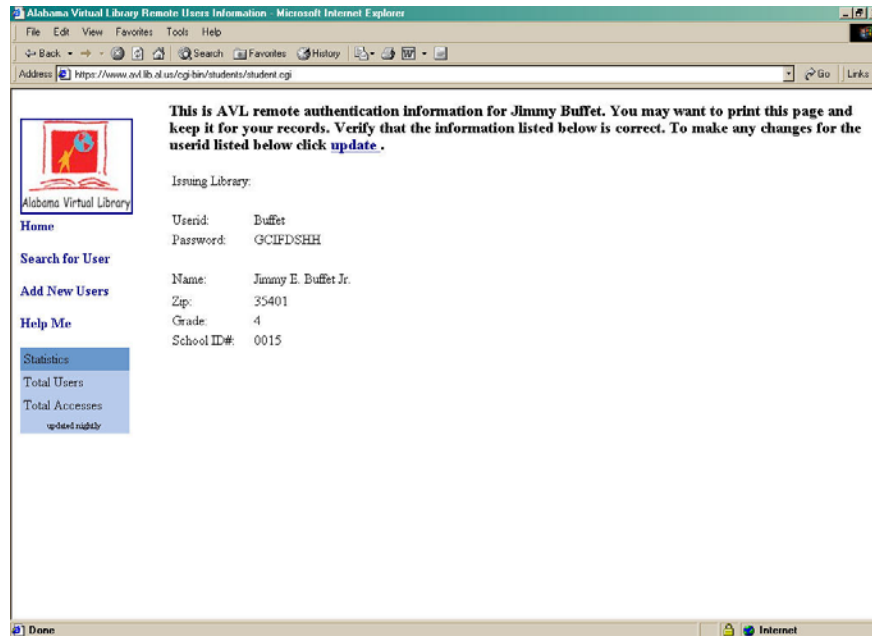 Alabama Virtual Library Remote Users Information - Microsoft Internet Explorer
File Edit View Favorites Tools Help
Back Search Favorites History
Address https://www.avl.lib.al.us/cgi-bin/students/student.cgi Go Links
This is AVL remote authentication information for Jimmy Buffet. You may want to print this page and
keep it for your records. Verify that the information listed below is correct. To make any changes for the
userid listed below click update .
Issuing Library:
Userid: Buffet
Password: GCIFDSHH
Name: Jimmy E. Buffet Jr.
Zip: 35401
Grade: 4
School ID#: 0015
Alabama Virtual Library
Home
Search for User
Add New Users
Help Me
Statistics
Total Users
Total Accesses
updated nightly
Done Internet